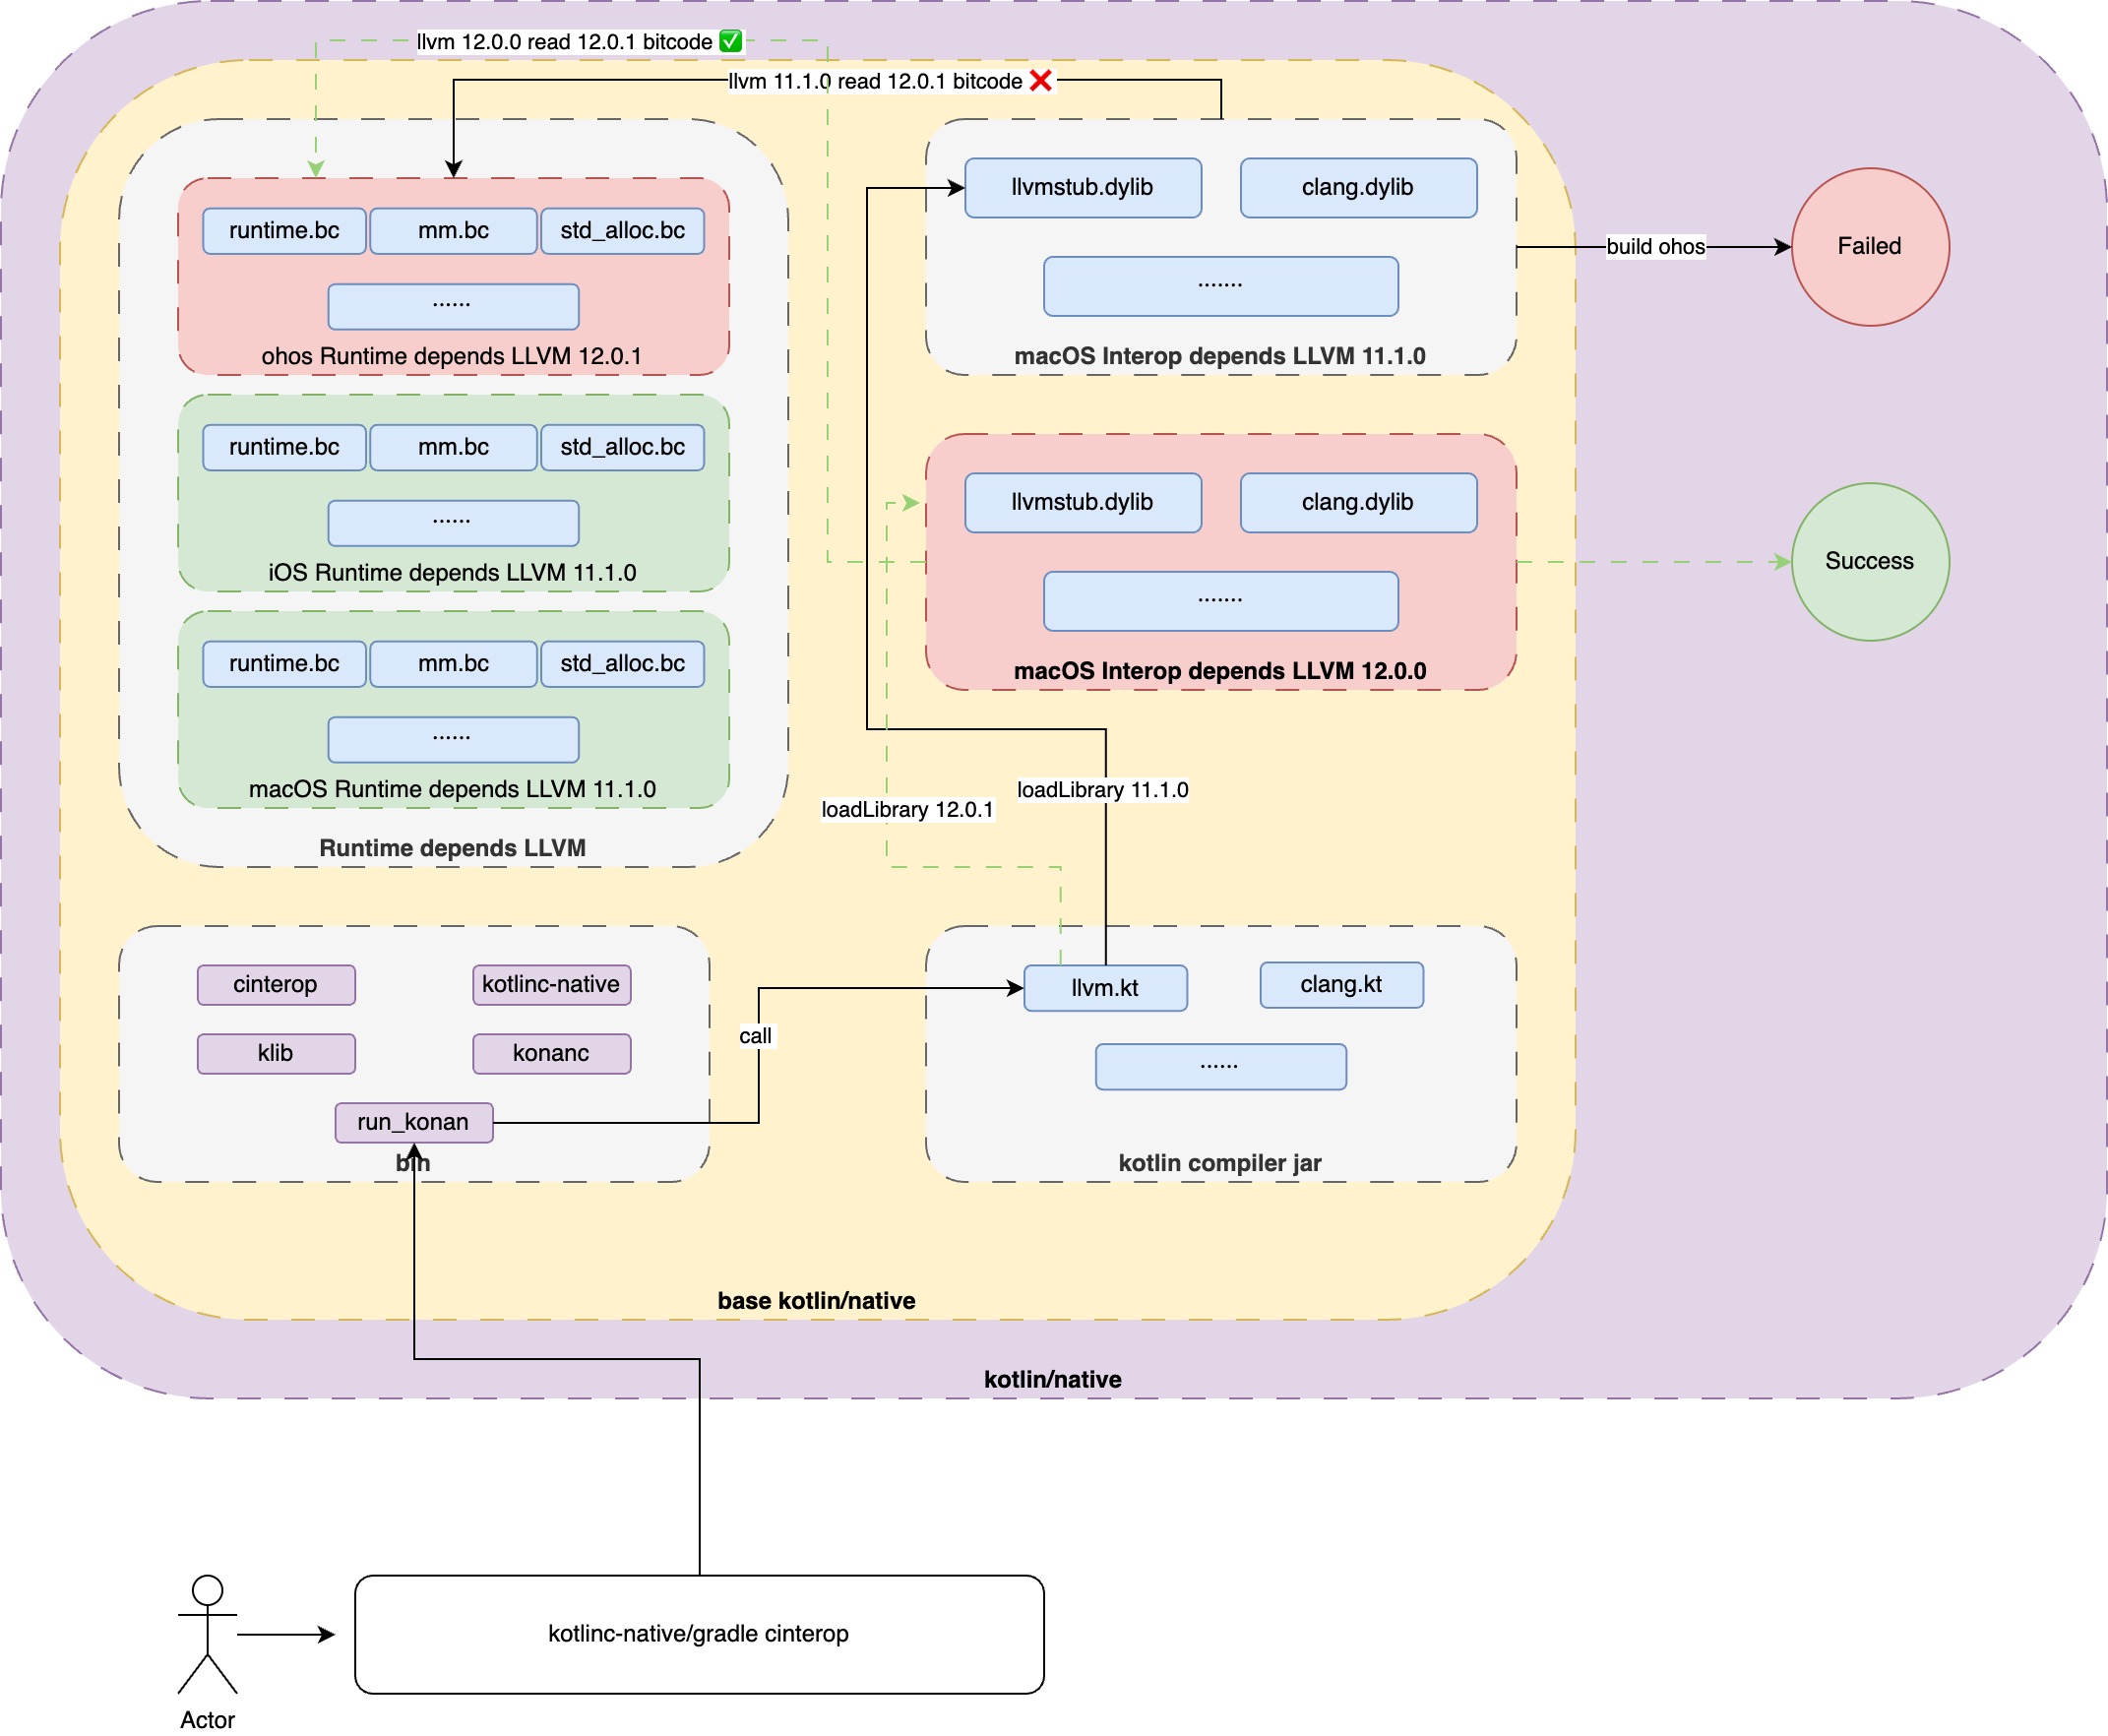 llvm 12.0.0 read 12.0.1 bitcode ✅
llvm 11.1.0 read 12.0.1 bitcode ❌
runtime.bc
mm.bc
std_alloc.bc
......
ohos Runtime depends LLVM 12.0.1
runtime.bc
mm.bc
std_alloc.bc
......
iOS Runtime depends LLVM 11.1.0
runtime.bc
mm.bc
std_alloc.bc
......
macOS Runtime depends LLVM 11.1.0
Runtime depends LLVM
llvmstub.dylib
clang.dylib
.......
macOS Interop depends LLVM 11.1.0
build ohos
Failed
llvmstub.dylib
clang.dylib
.......
macOS Interop depends LLVM 12.0.0
Success
loadLibrary 11.1.0
loadLibrary 12.0.1
cinterop
kotlinc-native
klib
konanc
run_konan
bin
call
llvm.kt
clang.kt
......
kotlin compiler jar
base kotlin/native
kotlin/native
kotlinc-native/gradle cinterop
Actor